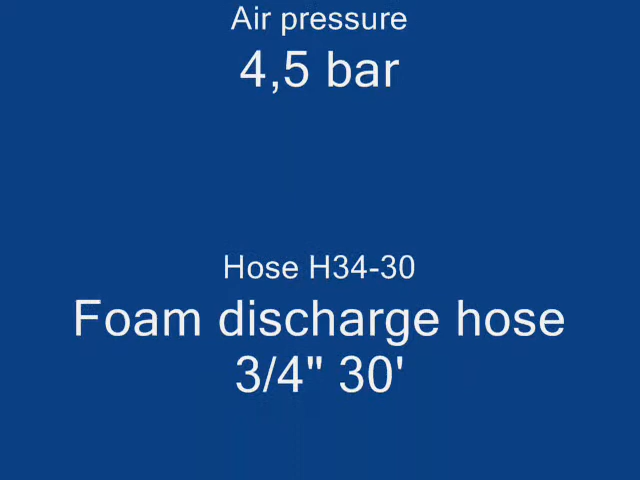 Air pressure
4,5 bar
Hose H34-30
Foam discharge hose
3/4" 30'